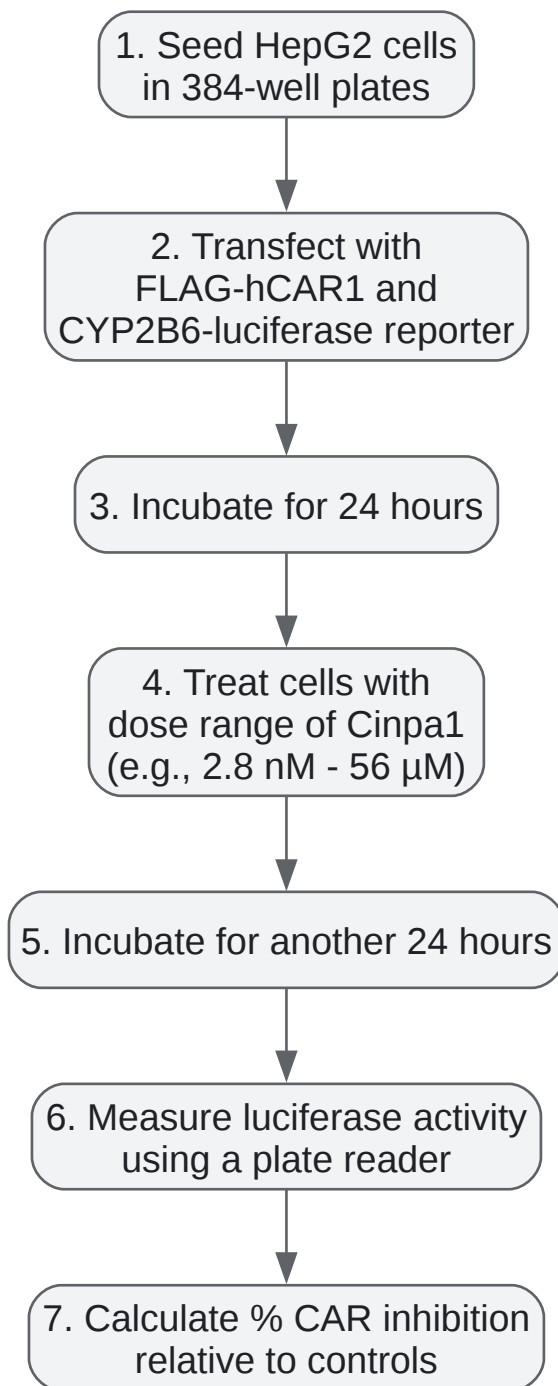 1. Seed HepG2 cells
in 384-well plates
2. Transfect with
FLAG-hCAR1 and
CYP2B6-luciferase reporter
3. Incubate for 24 hours
4. Treat cells with
dose range of Cinpa1
(e.g., 2.8 nM - 56 µM)
5. Incubate for another 24 hours
6. Measure luciferase activity
using a plate reader
7. Calculate % CAR inhibition
relative to controls